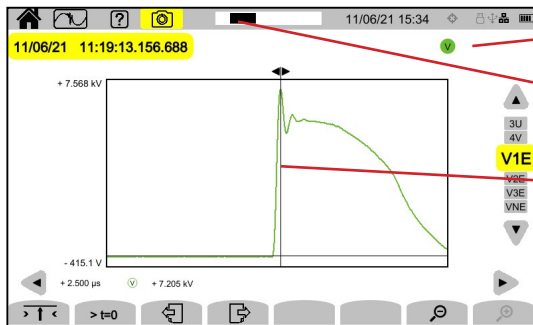 ?
11/06/21 15:34
11/06/21 11:19:13.156.688
V
+ 7.568 kV
3U
4V
V1E
V2E
V3E
VNE
- 415.1 V
+ 2.500 µs V + 7.205 kV
> t=0